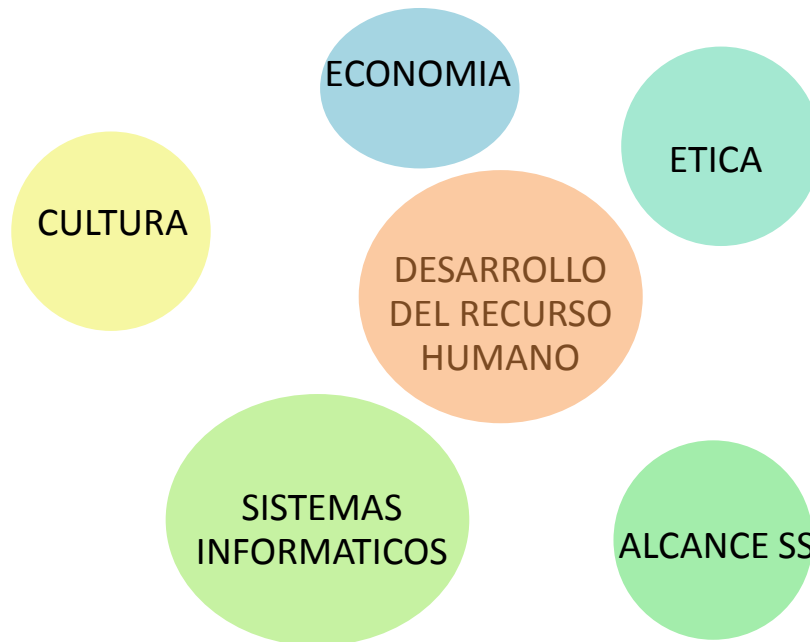 ECONOMIA
ETICA
CULTURA
DESARROLLO
DEL RECURSO
HUMANO
SISTEMAS
INFORMATICOS
ALCANCE SS